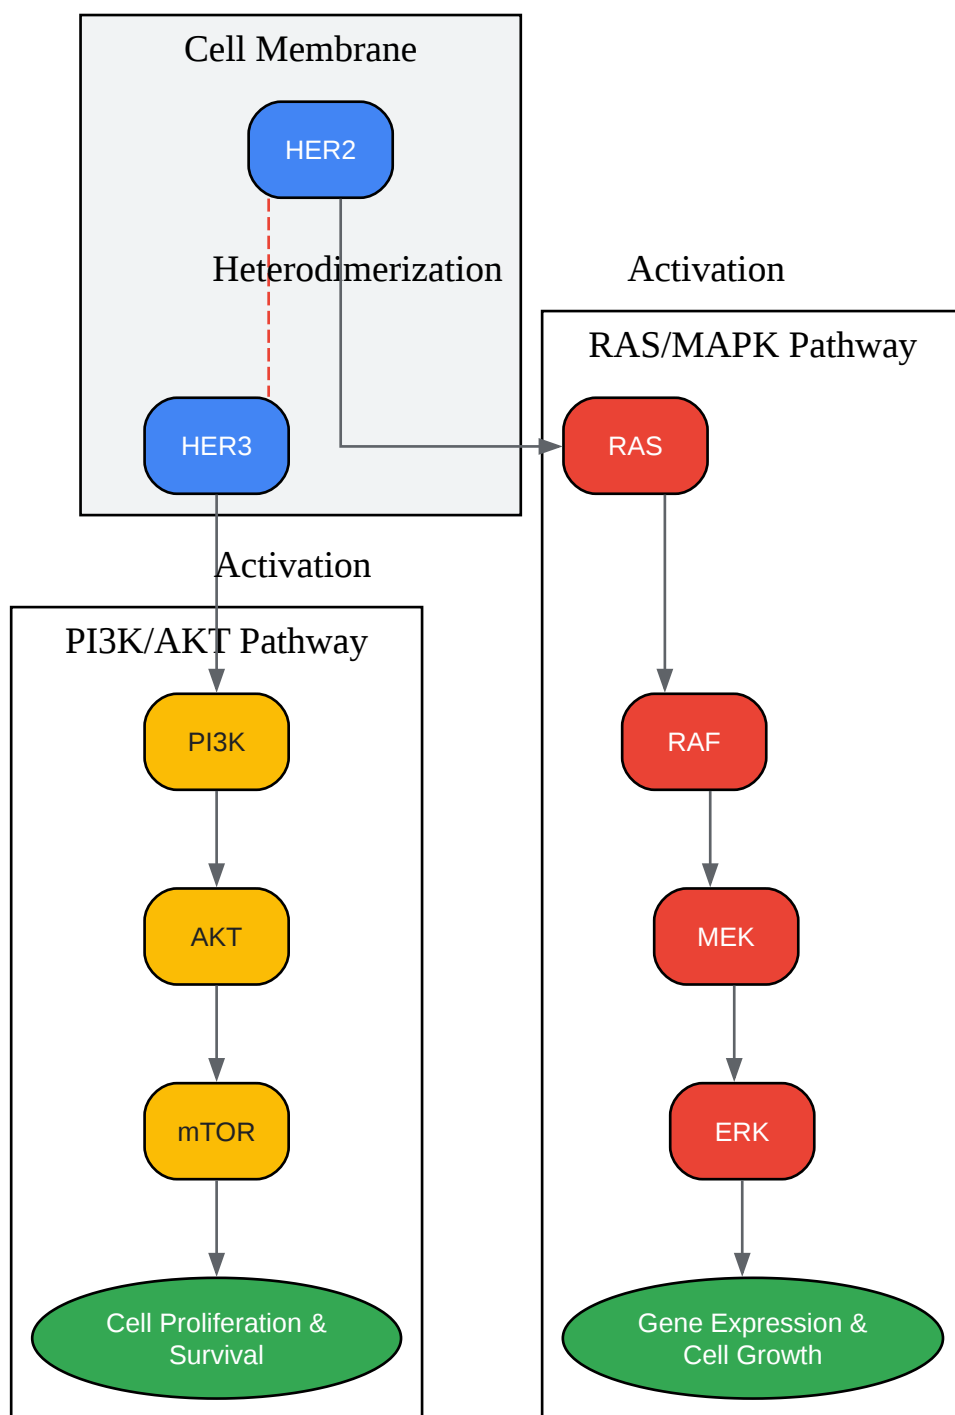 Cell Membrane
HER2
Heterodimerization
Activation
RAS/MAPK Pathway
HER3
RAS
Activation
PI3K/AKT Pathway
PI3K
RAF
AKT
MEK
mTOR
ERK
Cell Proliferation &
Survival
Gene Expression &
Cell Growth